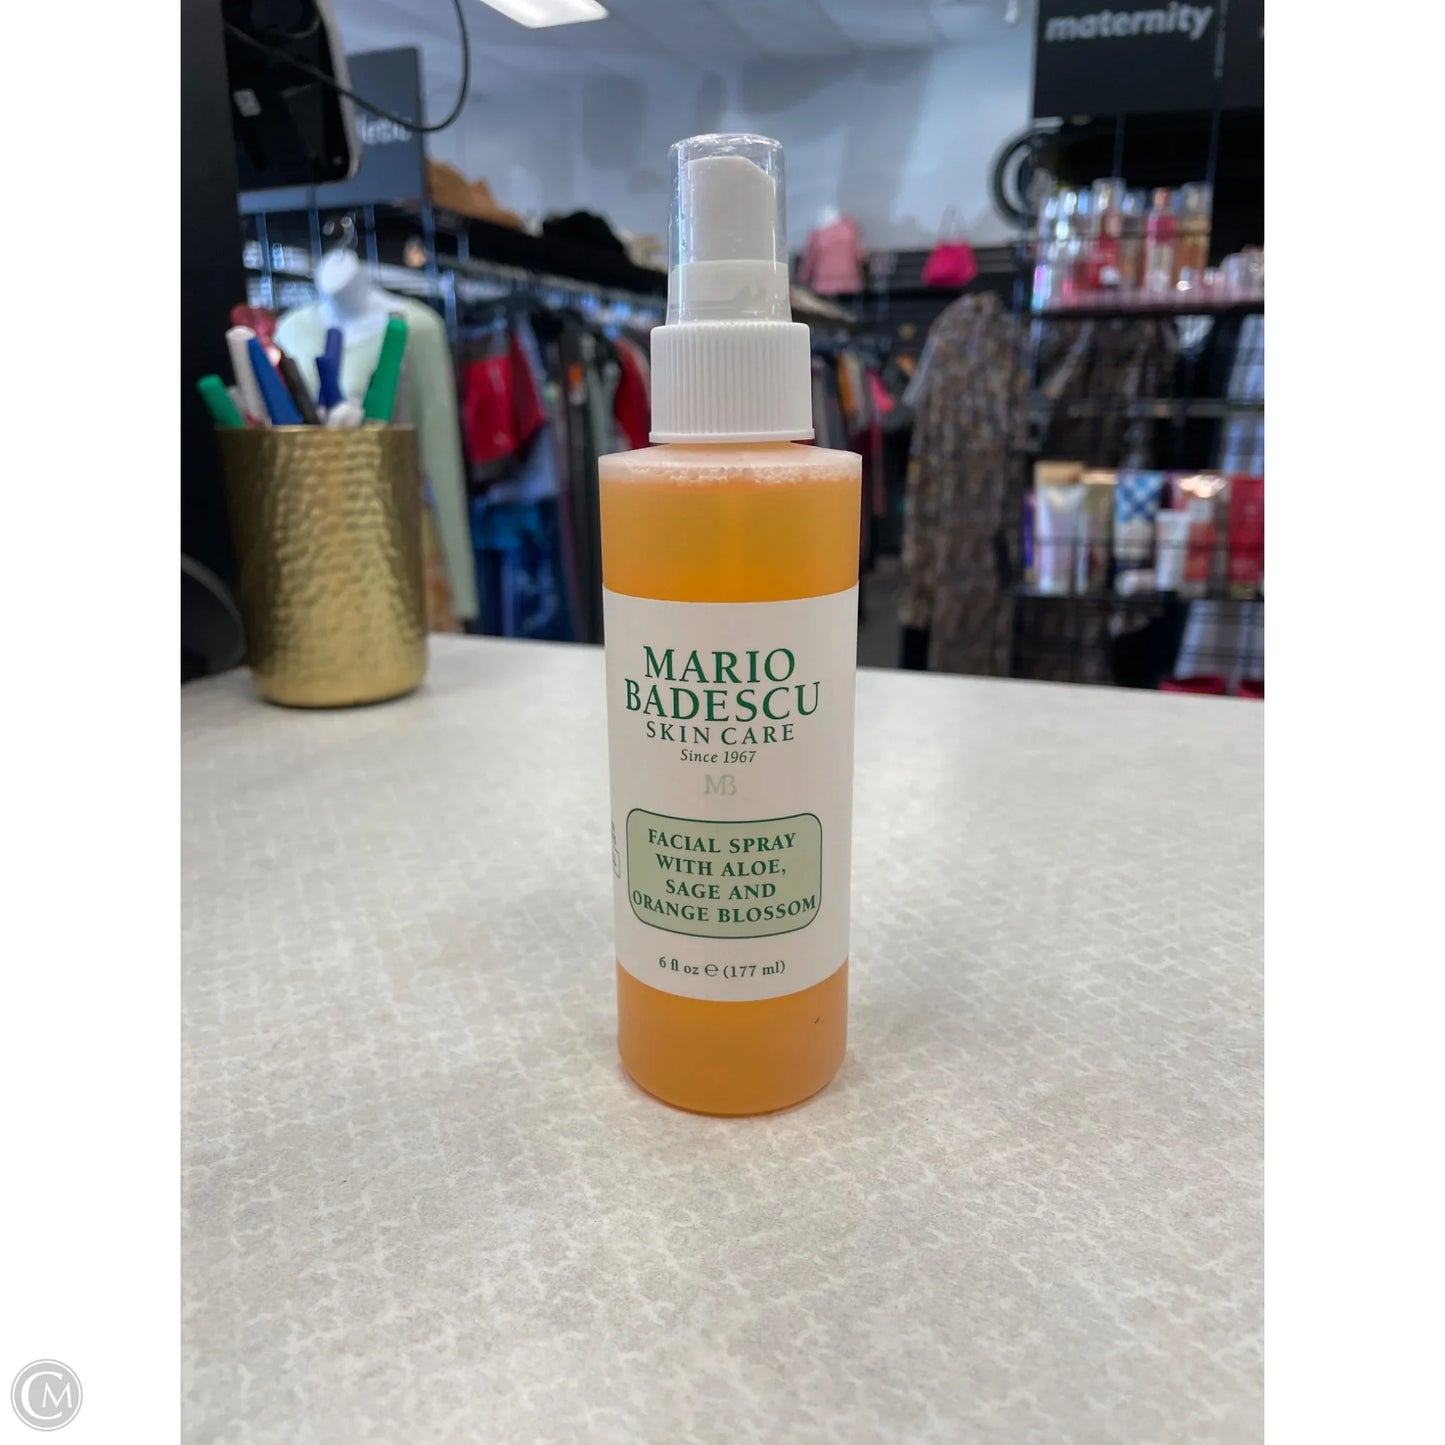 maternity
MARIO
BADESCU
SKIN CARE
Since 1967
MB
FACIAL SPRAY
WITH ALOE,
SAGE AND
ORANGE BLOSSOM
6 fl oz ℮ (177 ml)
CM